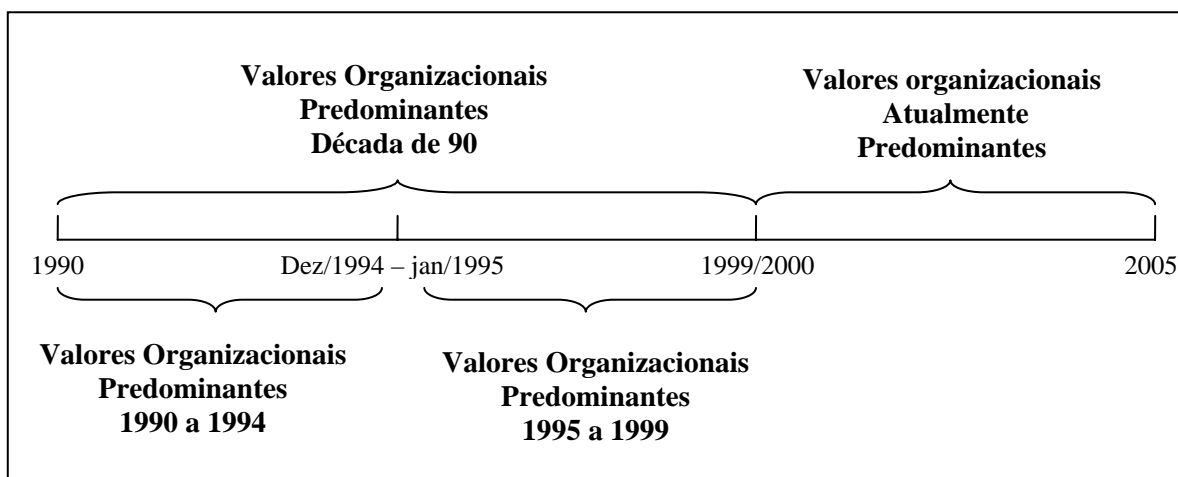 Valores Organizacionais
Predominantes
Década de 90
Valores organizacionais
Atualmente
Predominantes
1990
Dez/1994 – jan/1995
1999/2000
2005
Valores Organizacionais
Predominantes
1990 a 1994
Valores Organizacionais
Predominantes
1995 a 1999